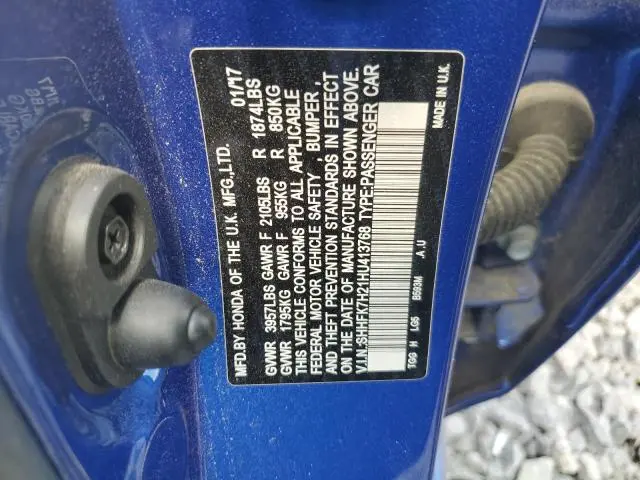 MFD.BY HONDA OF THE U.K. MFG.,LTD. 01/17
GVWR 3957LBS GAWR F 2105LBS R 1874LBS
GVWR 1795KG GAWR F 955KG R 850KG
THIS VEHICLE CONFORMS TO ALL APPLICABLE
FEDERAL MOTOR VEHICLE SAFETY , BUMPER ,
AND THEFT PREVENTION STANDARDS IN EFFECT
ON THE DATE OF MANUFACTURE SHOWN ABOVE.
V.I.N.:SHHFK7H21HU413768 TYPE:PASSENGER CAR
TGG H LG5 B593M .A.U MADE IN U.K.